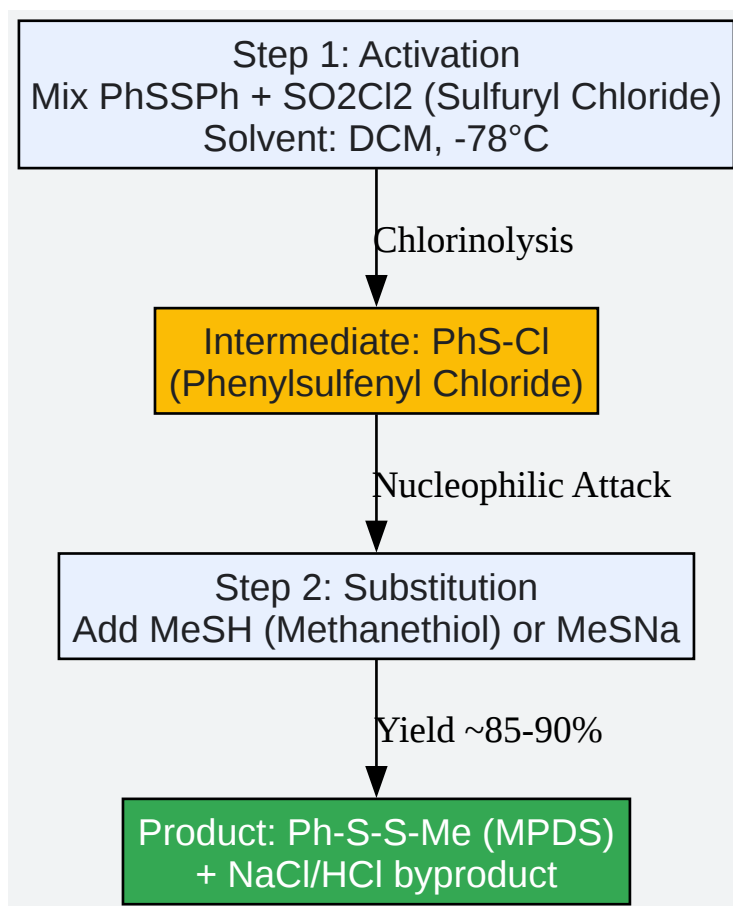 Step 1: Activation
Mix PhSSPh + SO2Cl2 (Sulfuryl Chloride)
Solvent: DCM, -78°C
Chlorinolysis
Intermediate: PhS-Cl
(Phenylsulfenyl Chloride)
Nucleophilic Attack
Step 2: Substitution
Add MeSH (Methanethiol) or MeSNa
Yield ~85-90%
Product: Ph-S-S-Me (MPDS)
+ NaCl/HCl byproduct